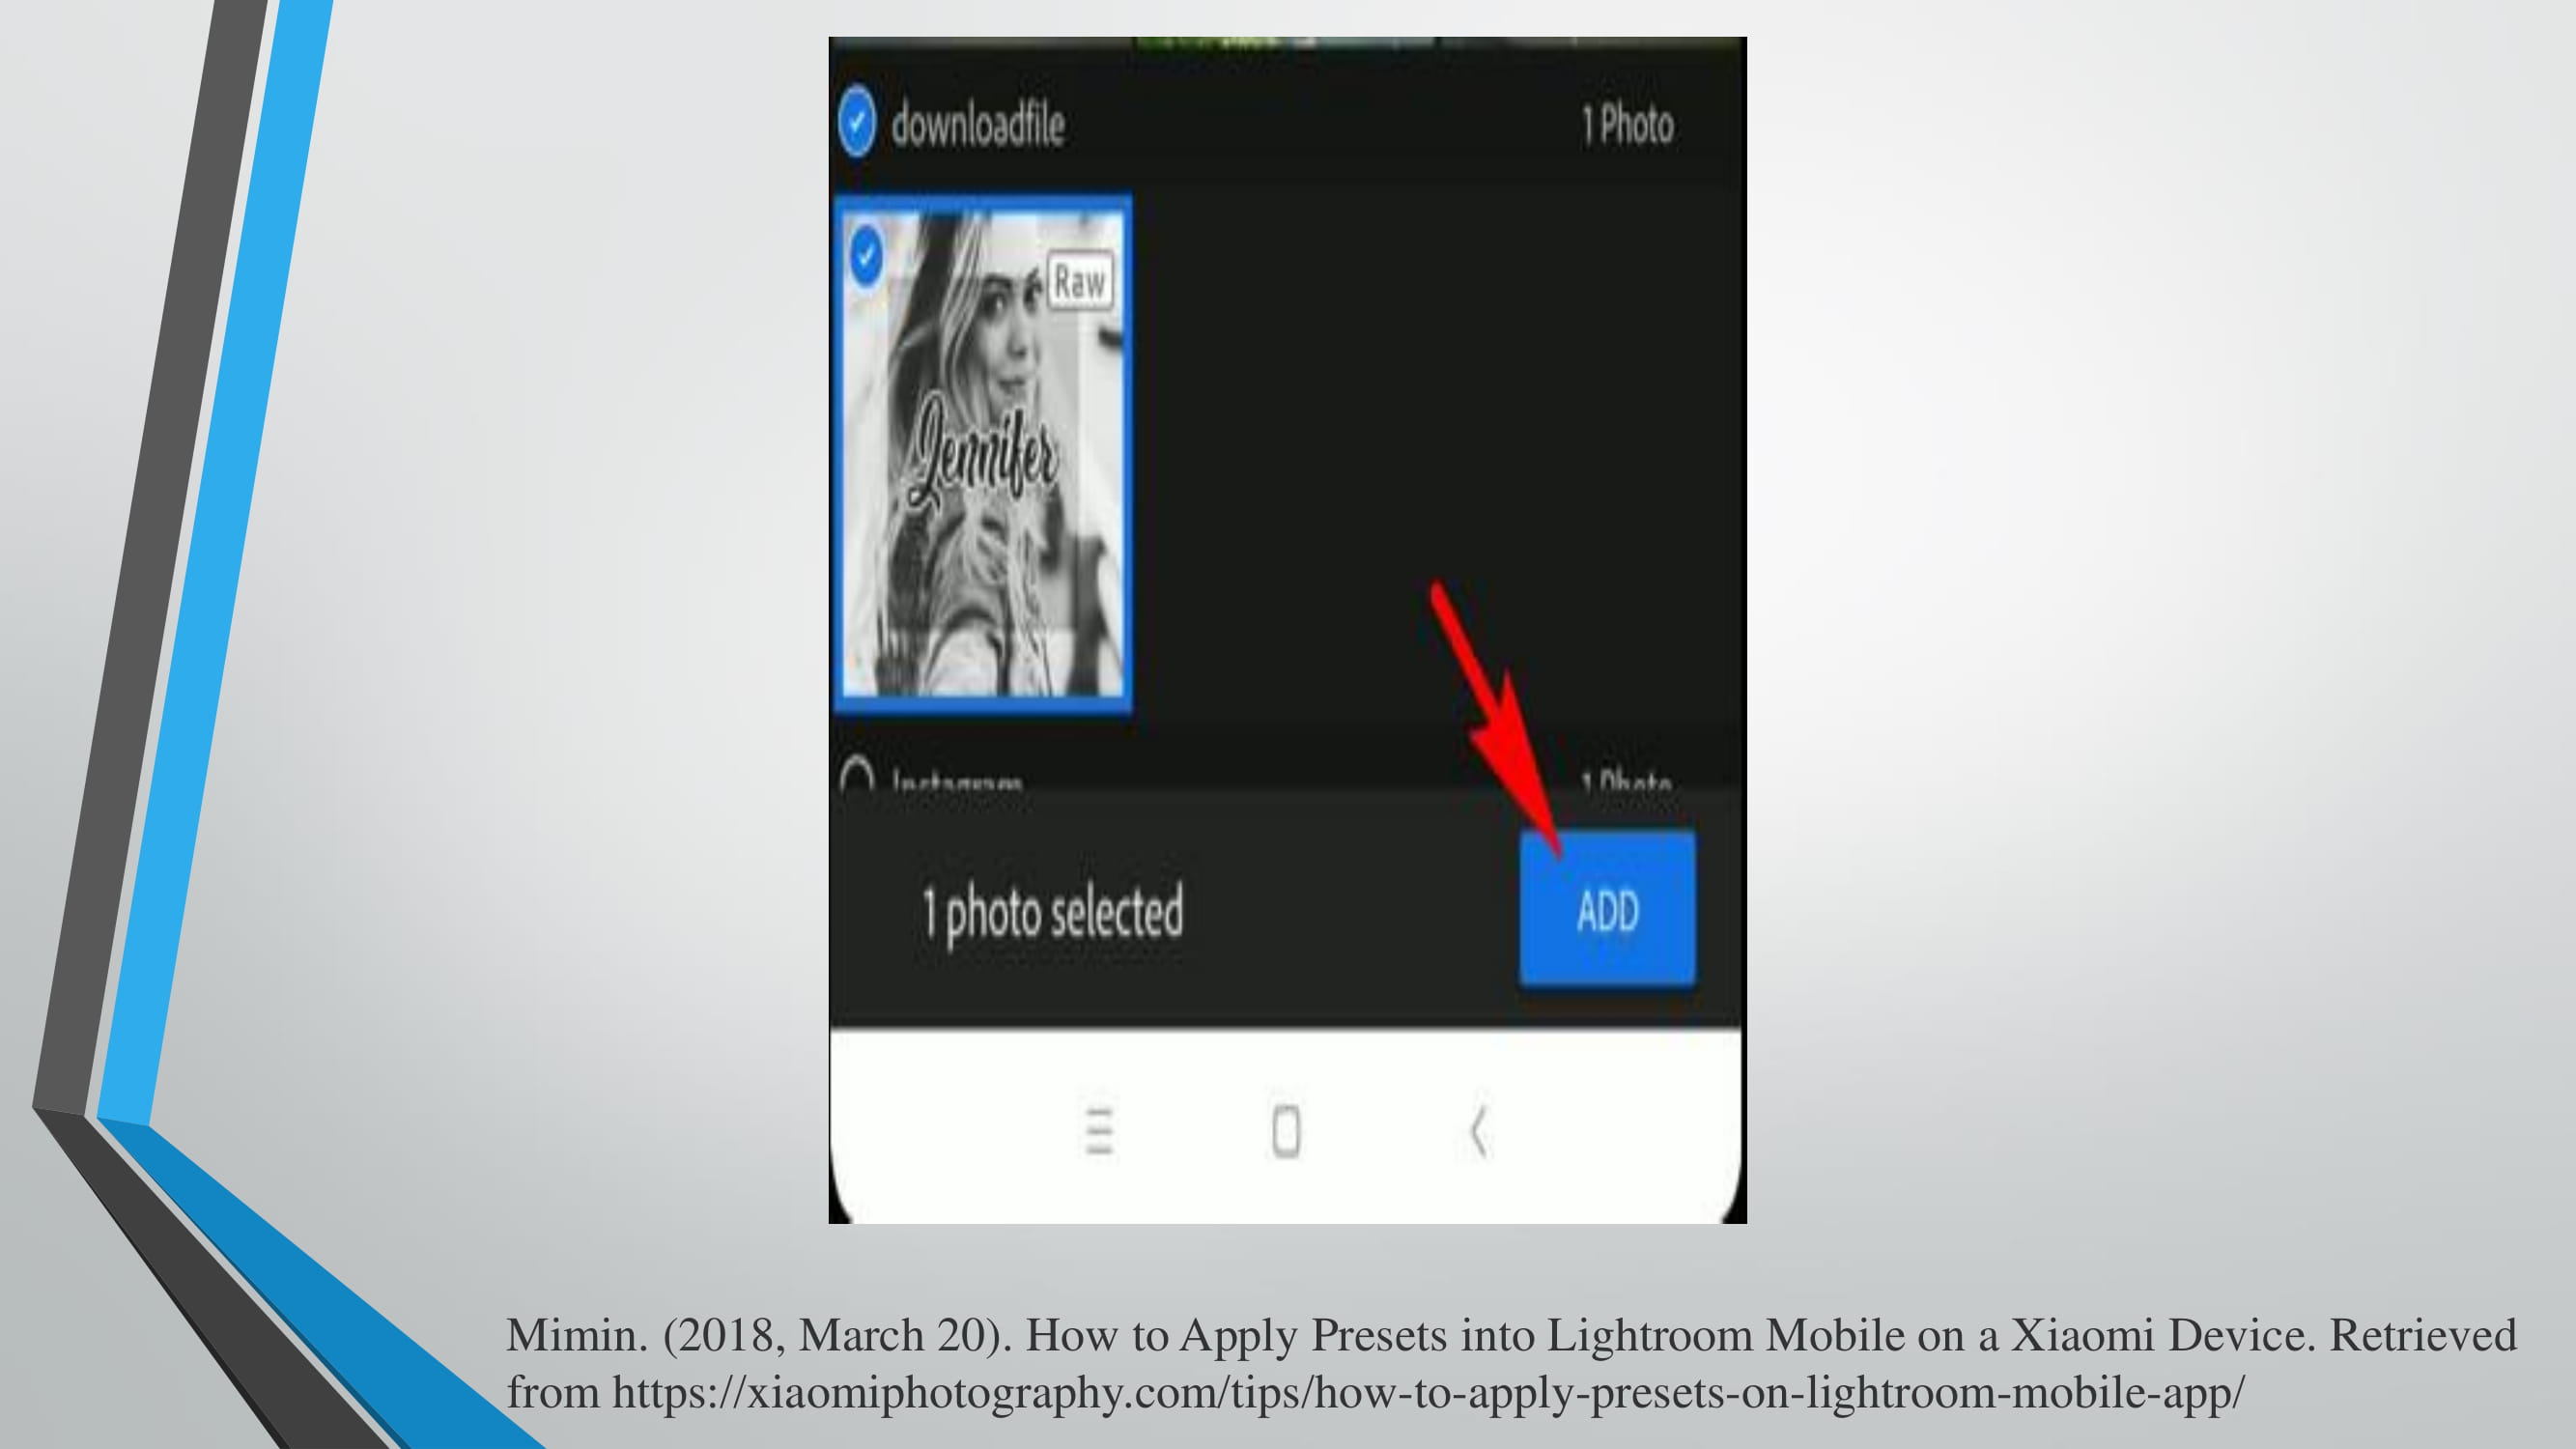 downloadfile 1 Photo
Raw
Jennifer
Instagram 1 Photo
1 photo selected
ADD
Mimin. (2018, March 20). How to Apply Presets into Lightroom Mobile on a Xiaomi Device. Retrieved
from https://xiaomiphotography.com/tips/how-to-apply-presets-on-lightroom-mobile-app/